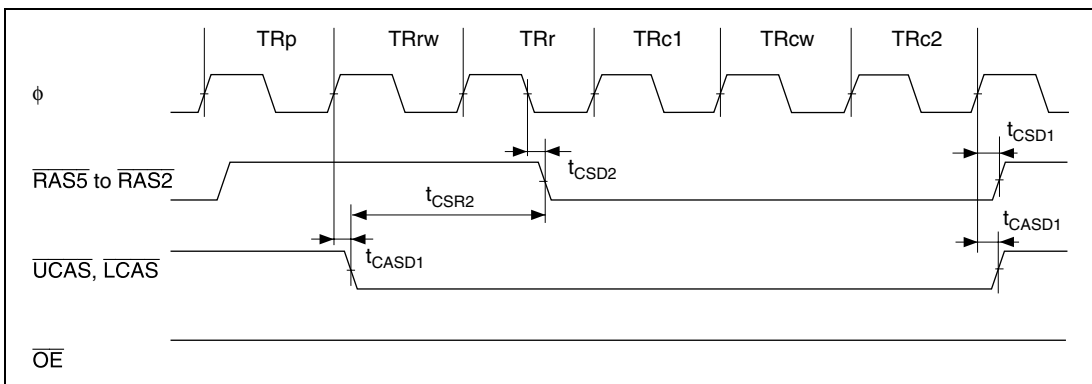 TRp TRrw TRr TRc1 TRcw TRc2
ϕ
tCSD1
RAS5 to RAS2
tCSD2
tCSR2
tCASD1
UCAS, LCAS
tCASD1
OE